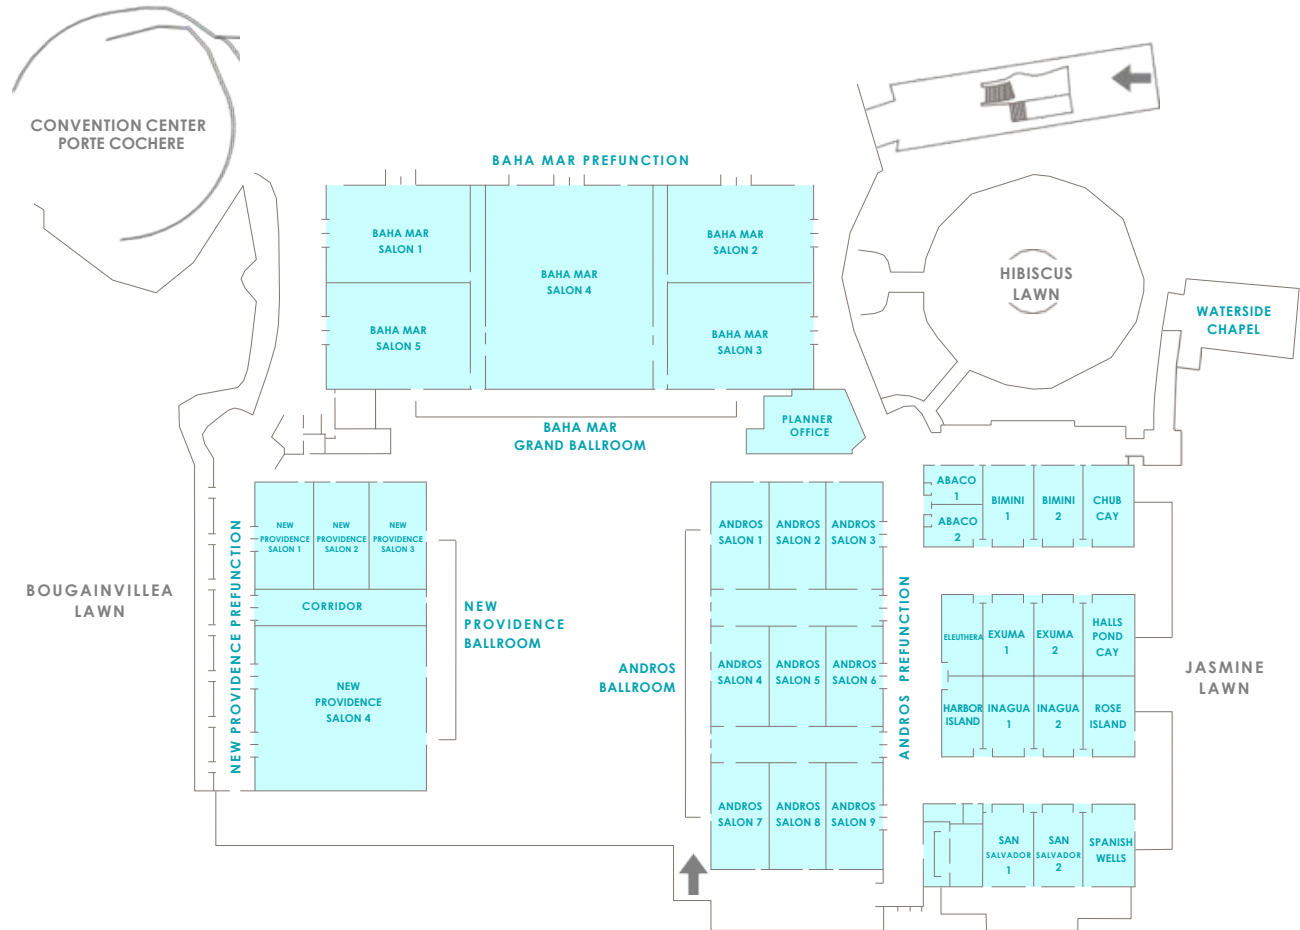 CONVENTION CENTER
PORTE COCHERE
BAHA MAR PREFUNCTION
BAHA MAR
SALON 1
BAHA MAR
SALON 2
BAHA MAR
SALON 4
BAHA MAR
SALON 5
BAHA MAR
SALON 3
HIBISCUS
LAWN
WATERSIDE
CHAPEL
BAHA MAR
GRAND BALLROOM
PLANNER
OFFICE
ABACO
1
ABACO
2
BIMINI
1
BIMINI
2
CHUB
CAY
NEW
PROVIDENCE
SALON 1
NEW
PROVIDENCE
SALON 2
NEW
PROVIDENCE
SALON 3
CORRIDOR
NEW
PROVIDENCE
SALON 4
NEW PROVIDENCE PREFUNCTION
NEW
PROVIDENCE
BALLROOM
BOUGAINVILLEA
LAWN
ANDROS
SALON 1
ANDROS
SALON 2
ANDROS
SALON 3
ANDROS
SALON 4
ANDROS
SALON 5
ANDROS
SALON 6
ANDROS
SALON 7
ANDROS
SALON 8
ANDROS
SALON 9
ANDROS
BALLROOM
ANDROS PREFUNCTION
ELEUTHERA
EXUMA
1
EXUMA
2
HALLS
POND
CAY
HARBOR
ISLAND
INAGUA
1
INAGUA
2
ROSE
ISLAND
JASMINE
LAWN
SAN
SALVADOR
1
SAN
SALVADOR
2
SPANISH
WELLS